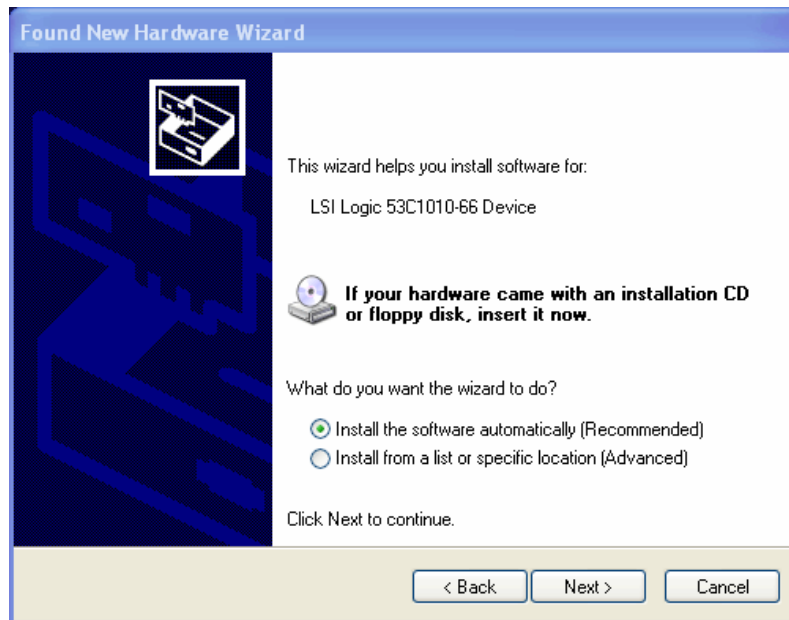 Found New Hardware Wizard
This wizard helps you install software for:
LSI Logic 53C1010-66 Device
If your hardware came with an installation CD
or floppy disk, insert it now.
What do you want the wizard to do?
Install the software automatically (Recommended)
Install from a list or specific location (Advanced)
Click Next to continue.
< Back Next > Cancel